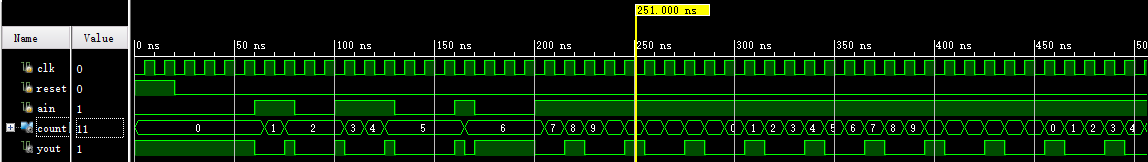 251.000 ns
Name Value
0 ns 50 ns 100 ns 150 ns 200 ns 250 ns 300 ns 350 ns 400 ns 450 ns 500
clk 0
reset 0
ain 1
count 11 0 1 2 3 4 5 6 7 8 9 0 1 2 3 4 5 6 7 8 9 0 1 2 3 4
yout 1